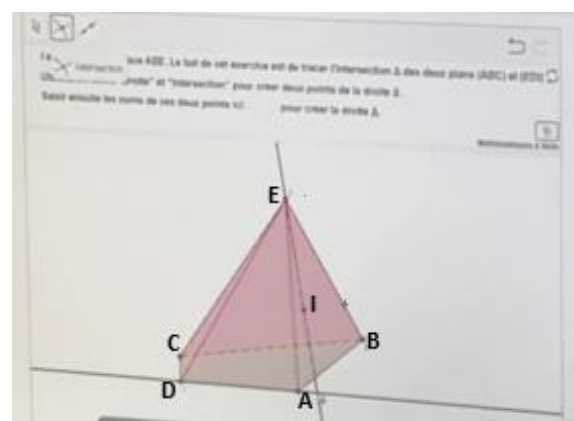 Intersection
ace ABE. Le but de cet exercice est de tracer l'intersection Δ des deux plans (ABC) et (EDI)
"droite" et "Intersection" pour créer deux points de la droite Δ.
Saisir ensuite les noms de ces deux points ici pour créer la droite Δ.
E
I
C
B
D
A